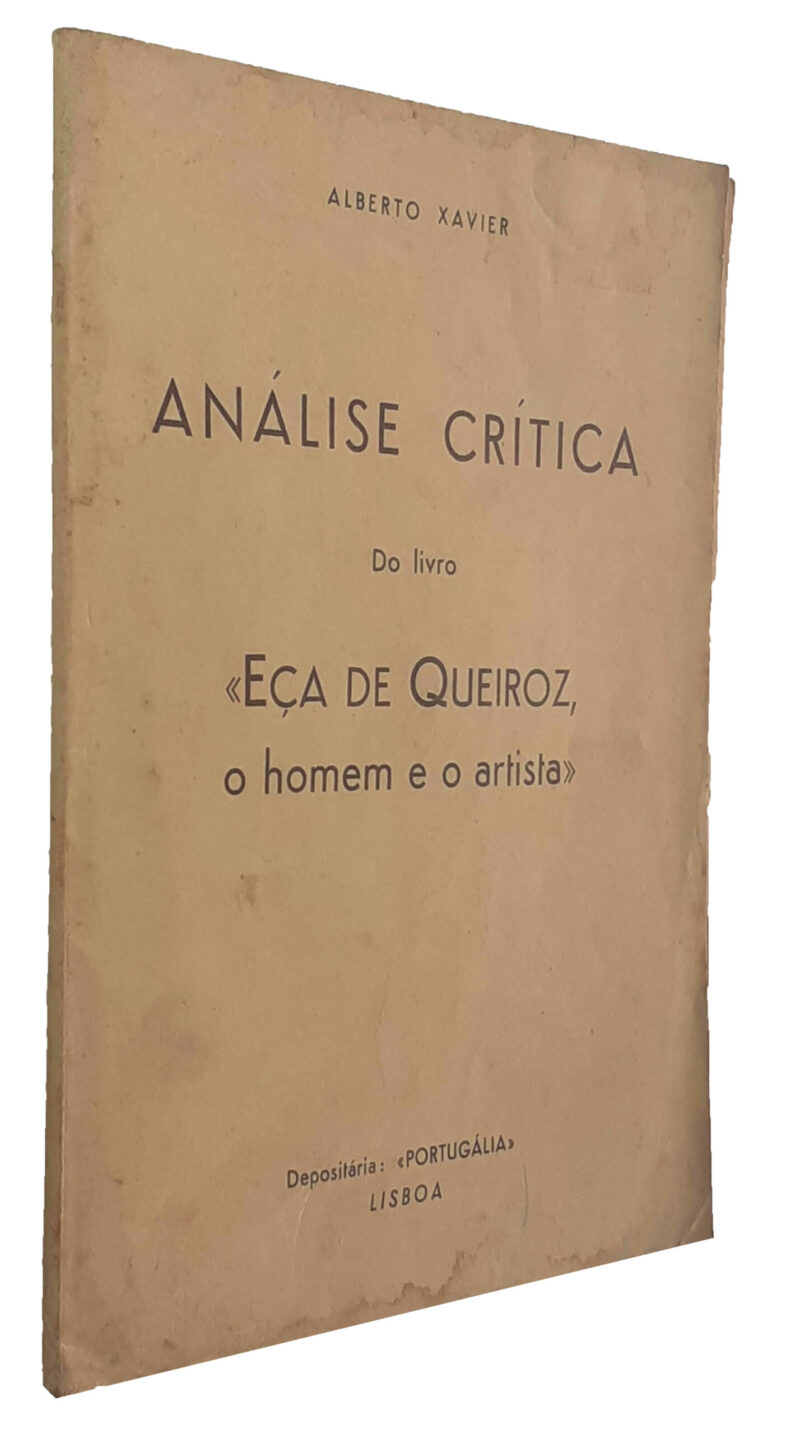 ALBERTO XAVIER
ANÁLISE CRÍTICA
Do livro
«EÇA DE QUEIROZ,
o homem e o artista»
Depositária: «PORTUGÁLIA»
LISBOA